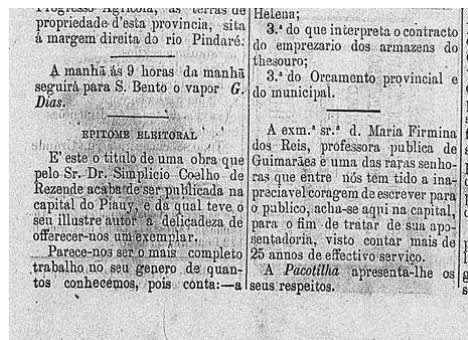 Progresso Agricola, as terras de
propriedade d'esta provincia, sita
á margem direita do rio Pindaré:
A manhã ás 9 horas da manhã
seguirá para S. Bento o vapor G.
Dias.
EPITOME ELEITORAL
E' este o titulo de uma obra que
pelo Sr. Dr. Simplicio Coelho de
Rezende acaba de ser publicada na
capital do Piauy, e da qual teve o
seu illustre autor a delicadeza de
offerecer-nos um exemplar.
Parece-nos ser o mais completo
trabalho no seu genero de quan-
tos conhecemos, pois conta:—a
Helena;
3.ª do que interpreta o contracto
do emprezario dos armazens do
thesouro;
3.ª do Orcamento provincial e
do municipal.
A exm.ª sr.ª d. Maria Firmina
dos Reis, professora publica de
Guimarães e uma das raras senho-
ras que entre nós tem tido a ina-
preciavel coragem de escrever para
o publico, acha-se aqui na capital,
para o fim de tratar de sua apo-
sentadoria, visto contar mais de
25 annos de effectivo serviço.
A Pacotilha apresenta-lhe os
seus respeitos.